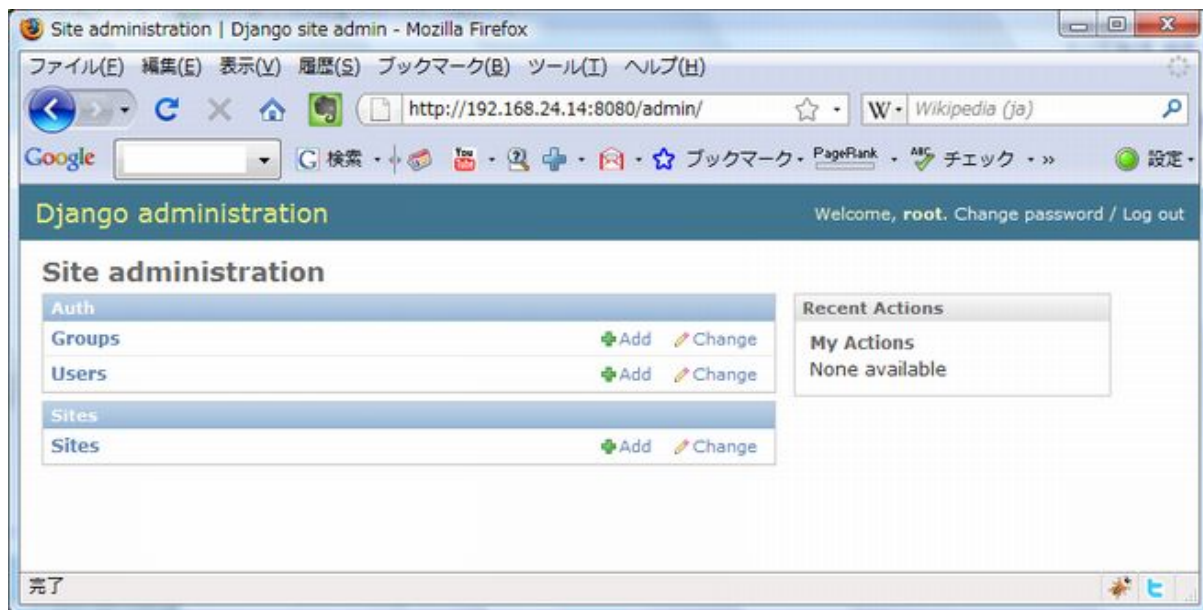 Site administration | Django site admin - Mozilla Firefox
ファイル(F) 編集(E) 表示(V) 履歴(S) ブックマーク(B) ツール(T) ヘルプ(H)
http://192.168.24.14:8080/admin/ W Wikipedia (ja)
Google G 検索 You ブックマーク PageRank ABC チェック » 設定
Django administration Welcome, root. Change password / Log out
Site administration
Auth
Groups Add Change
Users Add Change
Sites
Sites Add Change
Recent Actions
My Actions
None available
完了